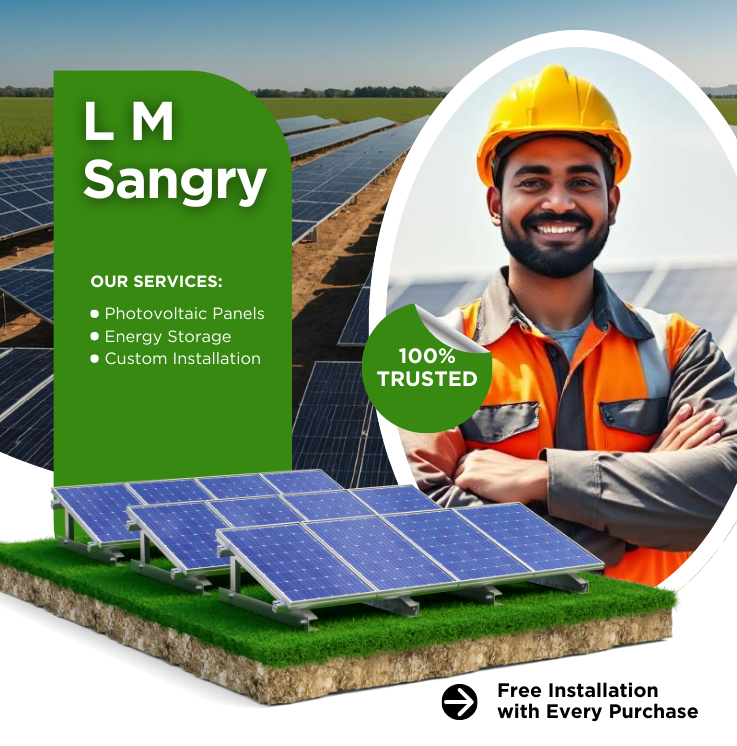 L M
Sangry
OUR SERVICES:
Photovoltaic Panels
Energy Storage
Custom Installation
100%
TRUSTED
Free Installation
with Every Purchase